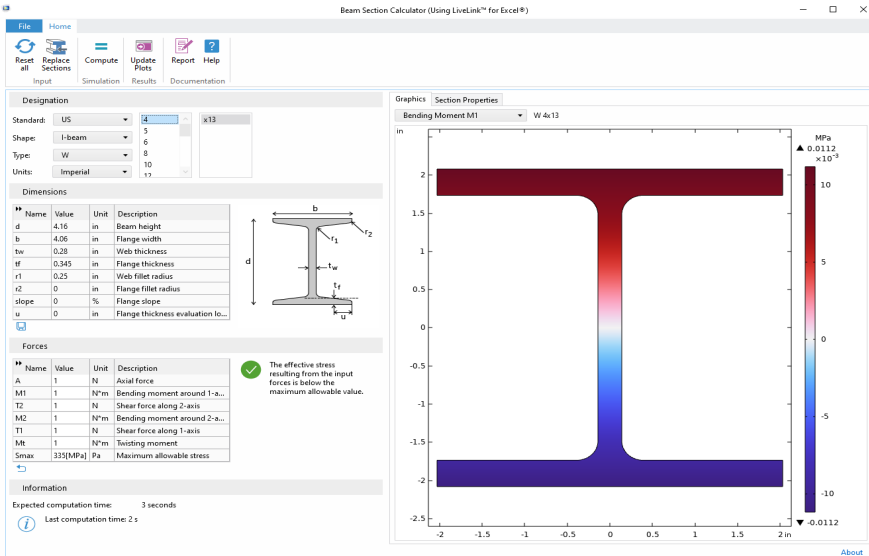 Beam Section Calculator (Using LiveLink™ for Excel®)
File Home
Reset all Replace Sections Compute Update Plots Report Help
Input Simulation Results Documentation
Designation
Standard: US
Shape: I-beam
Type: W
Units: Imperial
4
5
6
8
10
12
x13
Dimensions
Name Value Unit Description
d 4.16 in Beam height
b 4.06 in Flange width
tw 0.28 in Web thickness
tf 0.345 in Flange thickness
r1 0.25 in Web fillet radius
r2 0 in Flange fillet radius
slope 0 % Flange slope
u 0 in Flange thickness evaluation lo...
b
r2
r1
d
tw
tf
u
Forces
Name Value Unit Description
A 1 N Axial force
M1 1 N*m Bending moment around 1-a...
T2 1 N Shear force along 2-axis
M2 1 N*m Bending moment around 2-a...
T1 1 N Shear force along 1-axis
Mt 1 N*m Twisting moment
Smax 335[MPa] Pa Maximum allowable stress
The effective stress
resulting from the input
forces is below the
maximum allowable value.
Information
Expected computation time: 3 seconds
i Last computation time: 2 s
Graphics Section Properties
Bending Moment M1 W 4x13
in
2
1.5
1
0.5
0
-0.5
-1
-1.5
-2
-2.5
-2 -1.5 -1 -0.5 0 0.5 1 1.5 2 in
MPa
▲ 0.0112
×10⁻³
10
5
0
-5
-10
▼ -0.0112
About